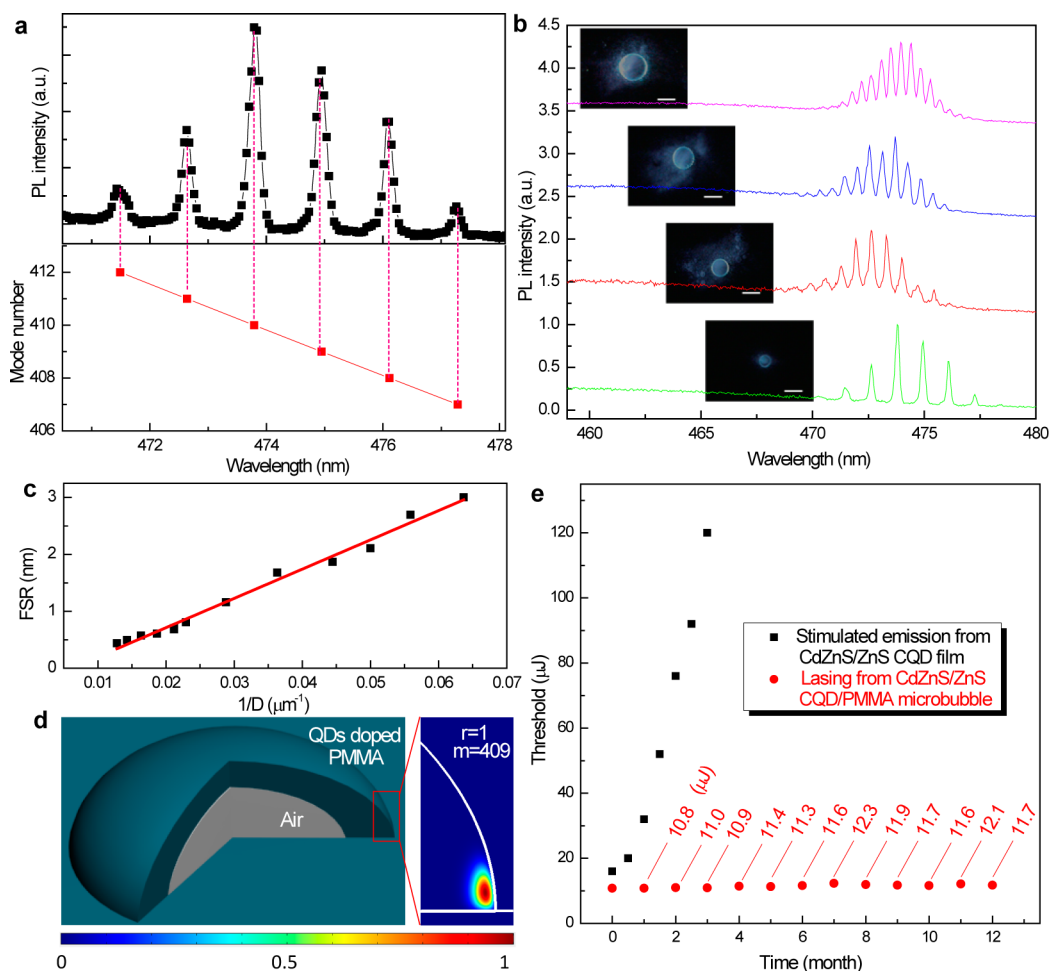 a
PL intensity (a.u.)
412
410
408
406
Mode number
472
474
476
478
Wavelength (nm)
b
4.5
4.0
3.5
3.0
2.5
2.0
1.5
1.0
0.5
0.0
PL intensity (a.u.)
460
465
470
475
480
Wavelength (nm)
c
3
2
1
0
FSR (nm)
0.01
0.02
0.03
0.04
0.05
0.06
0.07
1/D (μm⁻¹)
d
QDs doped
PMMA
Air
r=1
m=409
0
0.5
1
e
120
100
80
60
40
20
0
Threshold (μJ)
Stimulated emission from
CdZnS/ZnS CQD film
Lasing from CdZnS/ZnS
CQD/PMMA microbubble
10.8 (μJ)
11.0
10.9
11.4
11.3
11.6
12.3
11.9
11.7
11.6
12.1
11.7
0
2
4
6
8
10
12
Time (month)